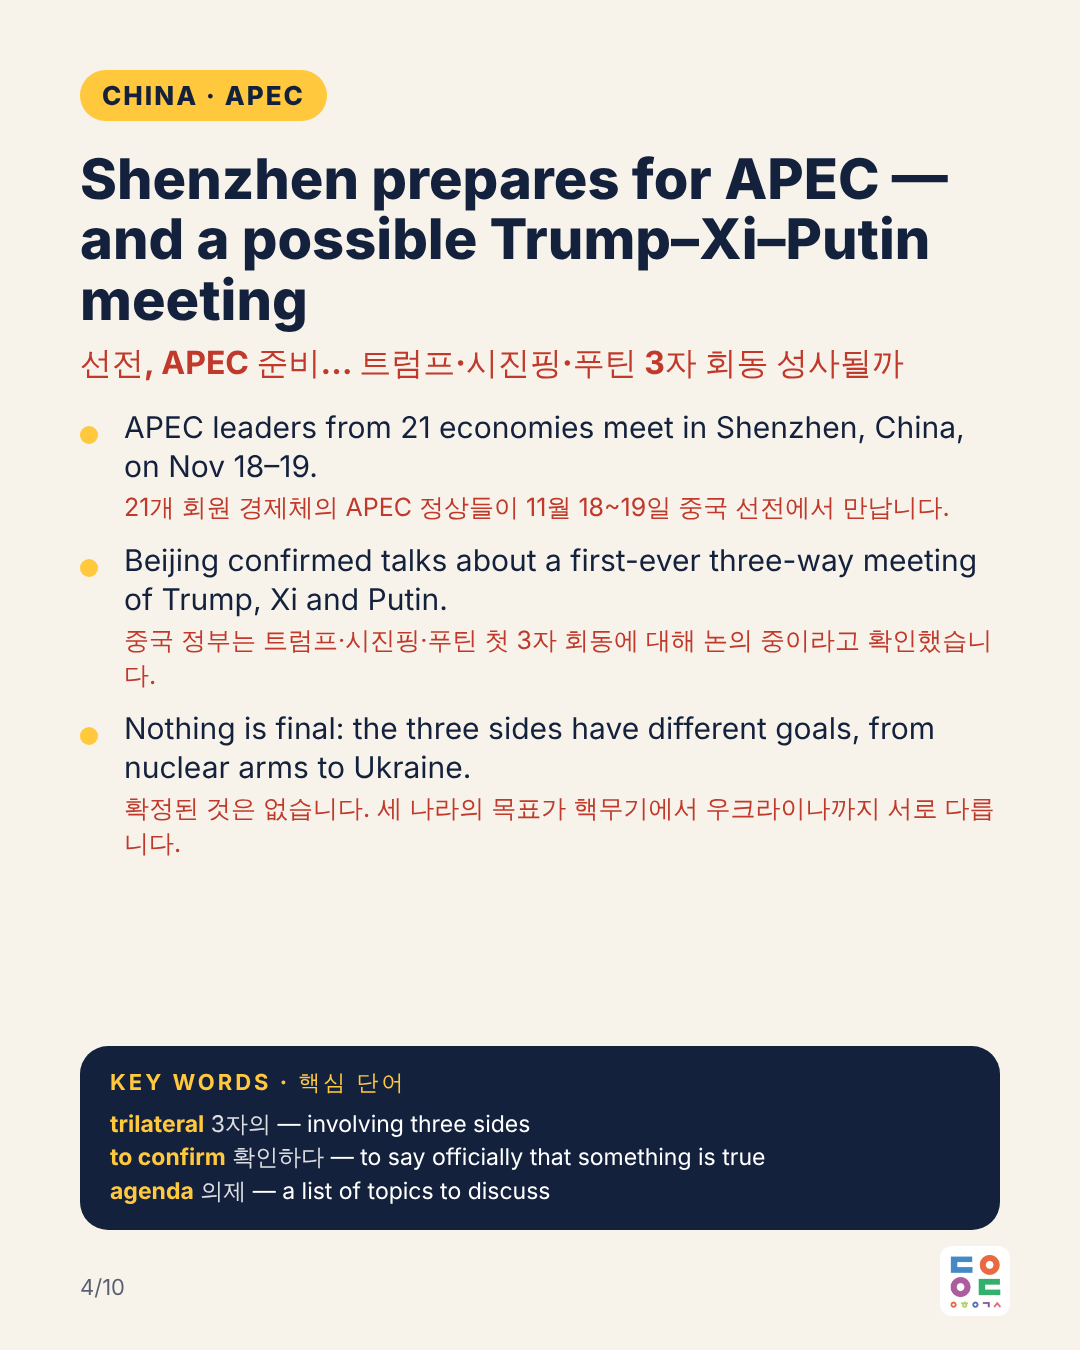 CHINA · APEC
Shenzhen prepares for APEC —
and a possible Trump–Xi–Putin
meeting
선전, APEC 준비... 트럼프·시진핑·푸틴 3자 회동 성사될까
APEC leaders from 21 economies meet in Shenzhen, China,
on Nov 18–19.
21개 회원 경제체의 APEC 정상들이 11월 18~19일 중국 선전에서 만납니다.
Beijing confirmed talks about a first-ever three-way meeting
of Trump, Xi and Putin.
중국 정부는 트럼프·시진핑·푸틴 첫 3자 회동에 대해 논의 중이라고 확인했습니
다.
Nothing is final: the three sides have different goals, from
nuclear arms to Ukraine.
확정된 것은 없습니다. 세 나라의 목표가 핵무기에서 우크라이나까지 서로 다릅
니다.
KEY WORDS · 핵심 단어
trilateral 3자의 — involving three sides
to confirm 확인하다 — to say officially that something is true
agenda 의제 — a list of topics to discuss
4/10